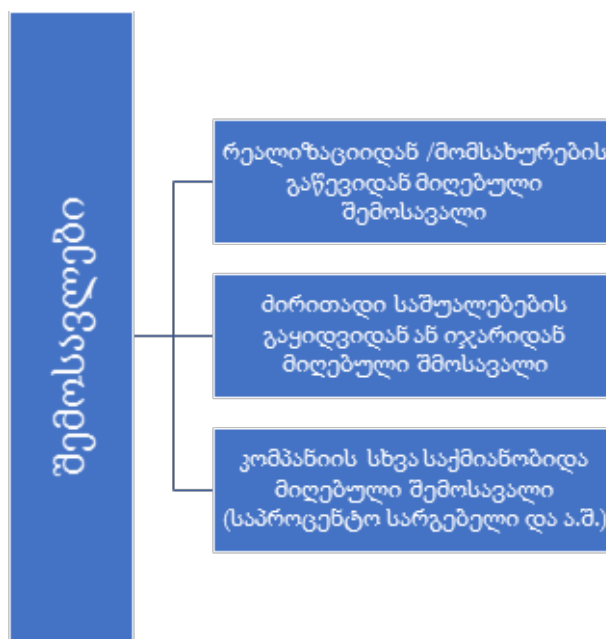 შემოსავლები
რეალიზაციიდან /მომსახურების
გაწევიდან მიღებული
შემოსავალი
ძირითადი საშუალებების
გაყიდვიდან ან იჯარიდან
მიღებული შმოსავალი
კომპანიის სხვა საქმიანობიდა
მიღებული შემოსავალი
(საპროცენტო სარგებელი და ა.შ.)